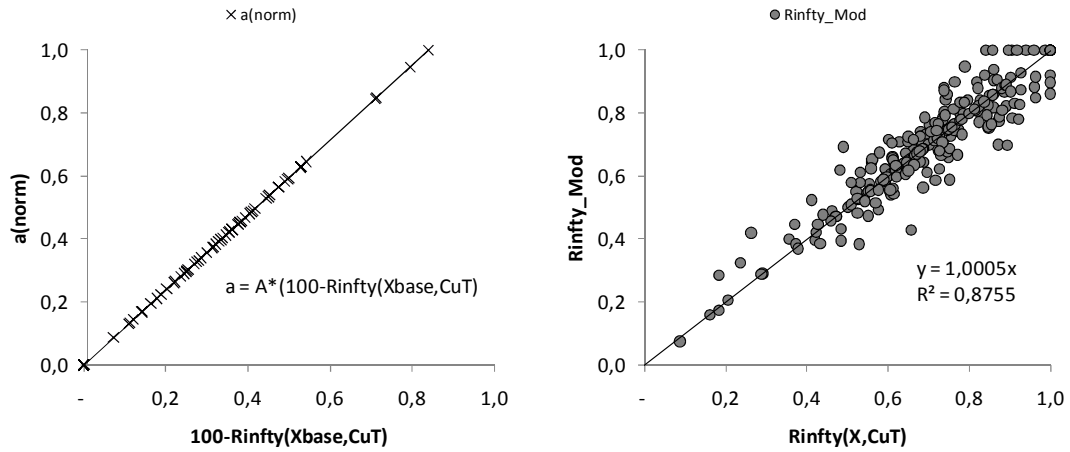 a(norm)
1,0
0,8
0,6
0,4
0,2
0,0
a(norm)
a = A*(100-Rinfty(Xbase,CuT)
- 0,2 0,4 0,6 0,8 1,0
100-Rinfty(Xbase,CuT)
Rinfty_Mod
1,0
0,8
0,6
0,4
0,2
0,0
Rinfty_Mod
y = 1,0005x
R² = 0,8755
- 0,2 0,4 0,6 0,8 1,0
Rinfty(X,CuT)